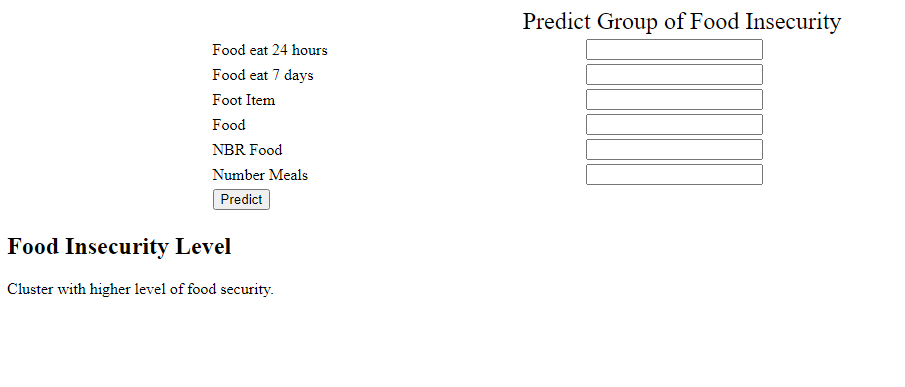 Predict Group of Food Insecurity
Food eat 24 hours
Food eat 7 days
Foot Item
Food
NBR Food
Number Meals
Predict
Food Insecurity Level
Cluster with higher level of food security.